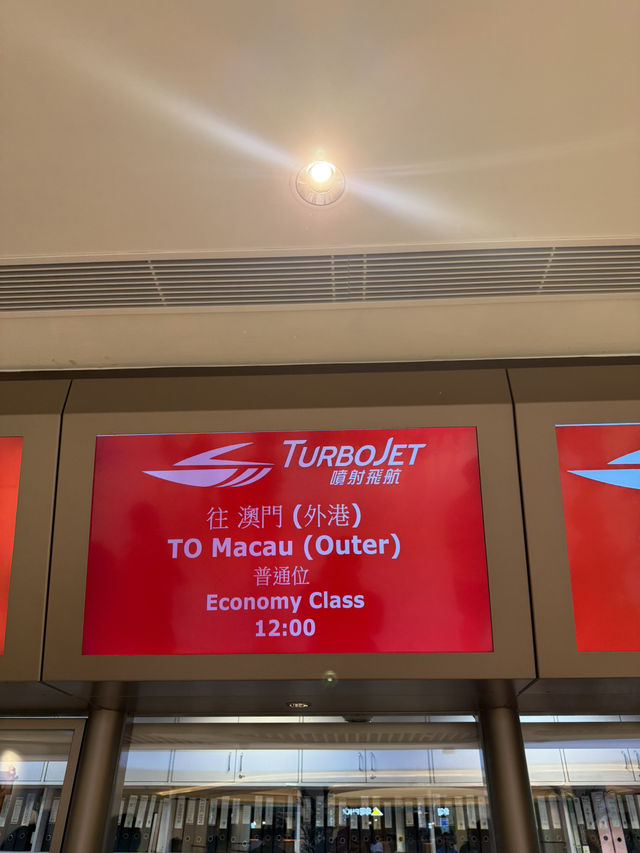 TURBOJET
噴射飛航
往 澳門 (外港)
TO Macau (Outer)
普通位
Economy Class
12:00